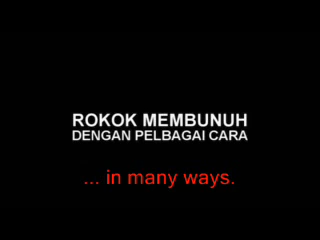 ROKOK MEMBUNUH
DENGAN PELBAGAI CARA
... in many ways.